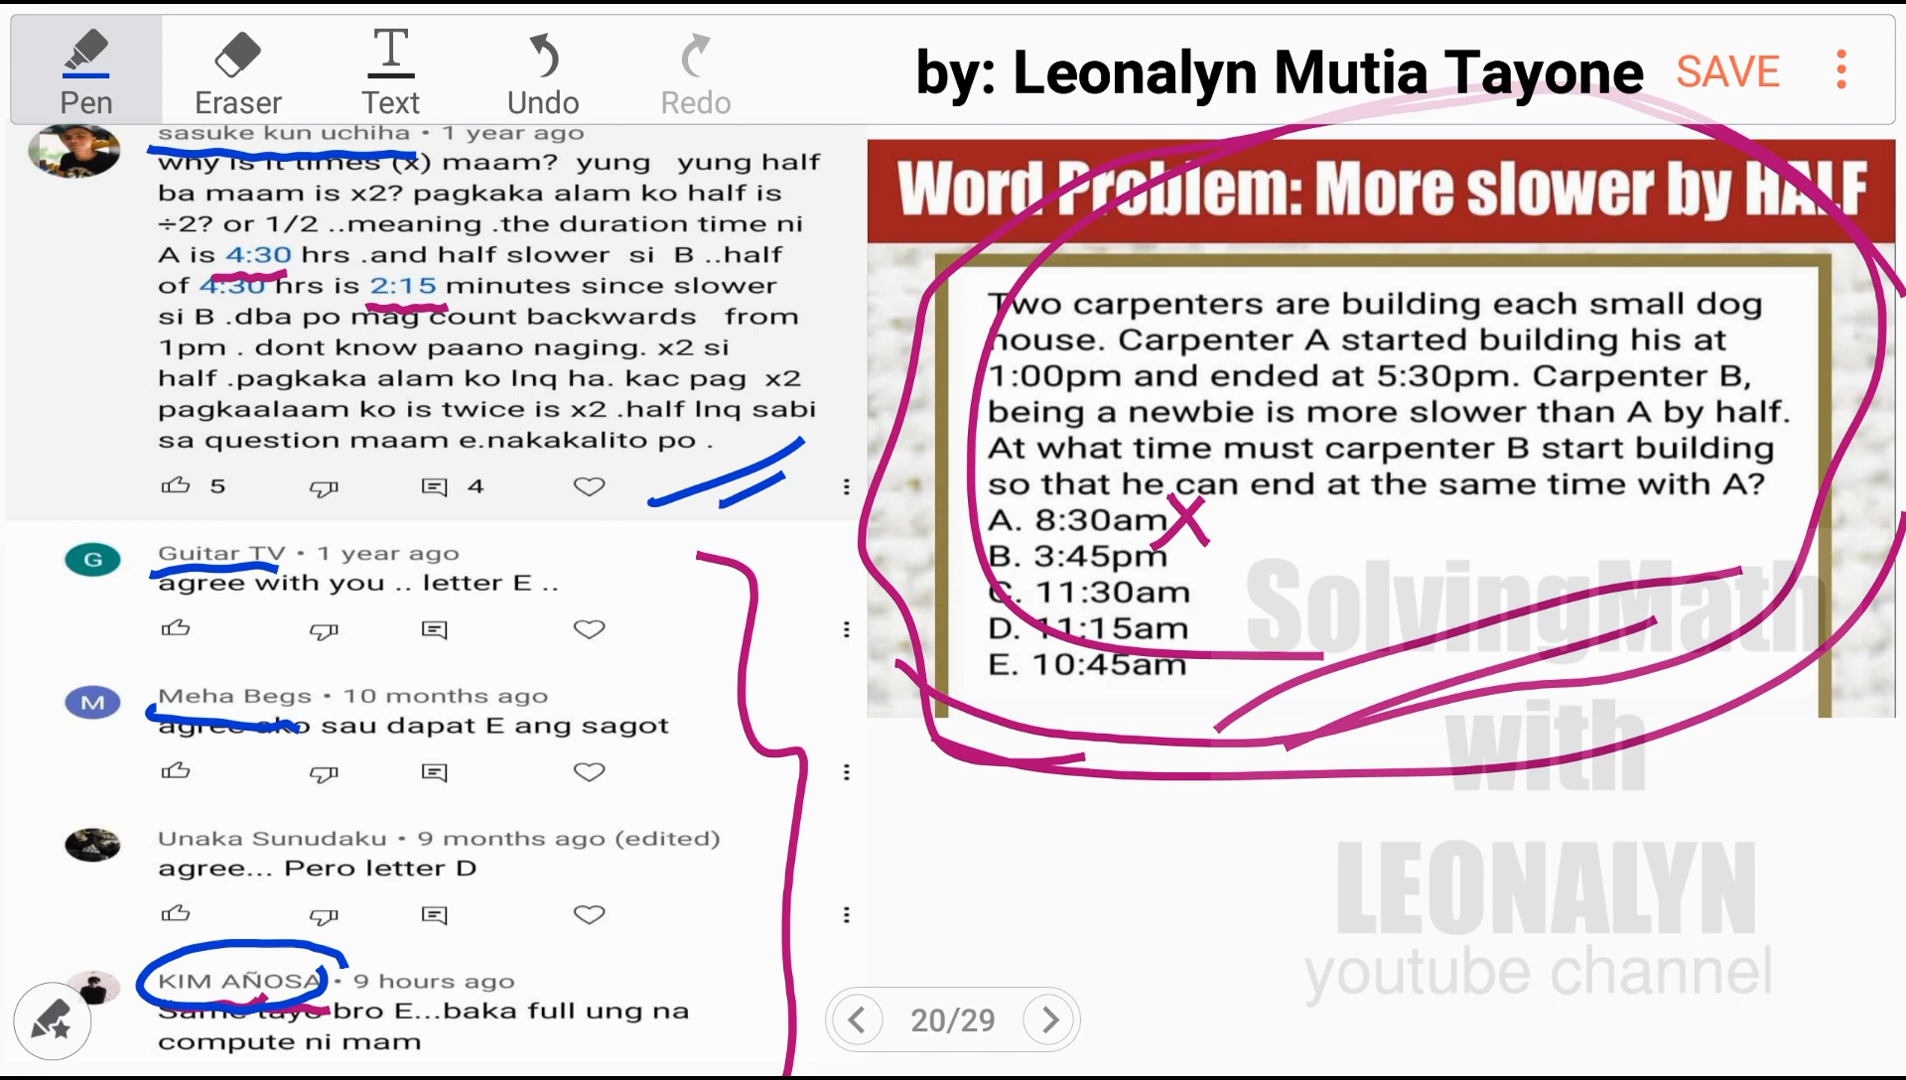 Pen
Eraser
Text
Undo
Redo
by: Leonalyn Mutia Tayone
SAVE
sasuke kun uchiha • 1 year ago
why is it times (x) maam? yung yung half
ba maam is x2? pagkaka alam ko half is
÷2? or 1/2 ..meaning .the duration time ni
A is 4:30 hrs .and half slower si B ..half
of 4:30 hrs is 2:15 minutes since slower
si B .dba po mag count backwards from
1pm . dont know paano naging. x2 si
half .pagkaka alam ko lnq ha. kac pag x2
pagkaalaam ko is twice is x2 .half lnq sabi
sa question maam e.nakakalito po .
5
4
G
Guitar TV • 1 year ago
agree with you .. letter E ..
M
Meha Begs • 10 months ago
agree ako sau dapat E ang sagot
Unaka Sunudaku • 9 months ago (edited)
agree... Pero letter D
KIM AÑOSA • 9 hours ago
Same tayo bro E...baka full ung na
compute ni mam
Word Problem: More slower by HALF
Two carpenters are building each small dog
house. Carpenter A started building his at
1:00pm and ended at 5:30pm. Carpenter B,
being a newbie is more slower than A by half.
At what time must carpenter B start building
so that he can end at the same time with A?
A. 8:30am
B. 3:45pm
C. 11:30am
D. 11:15am
E. 10:45am
SolvingMath
with
LEONALYN
youtube channel
20/29